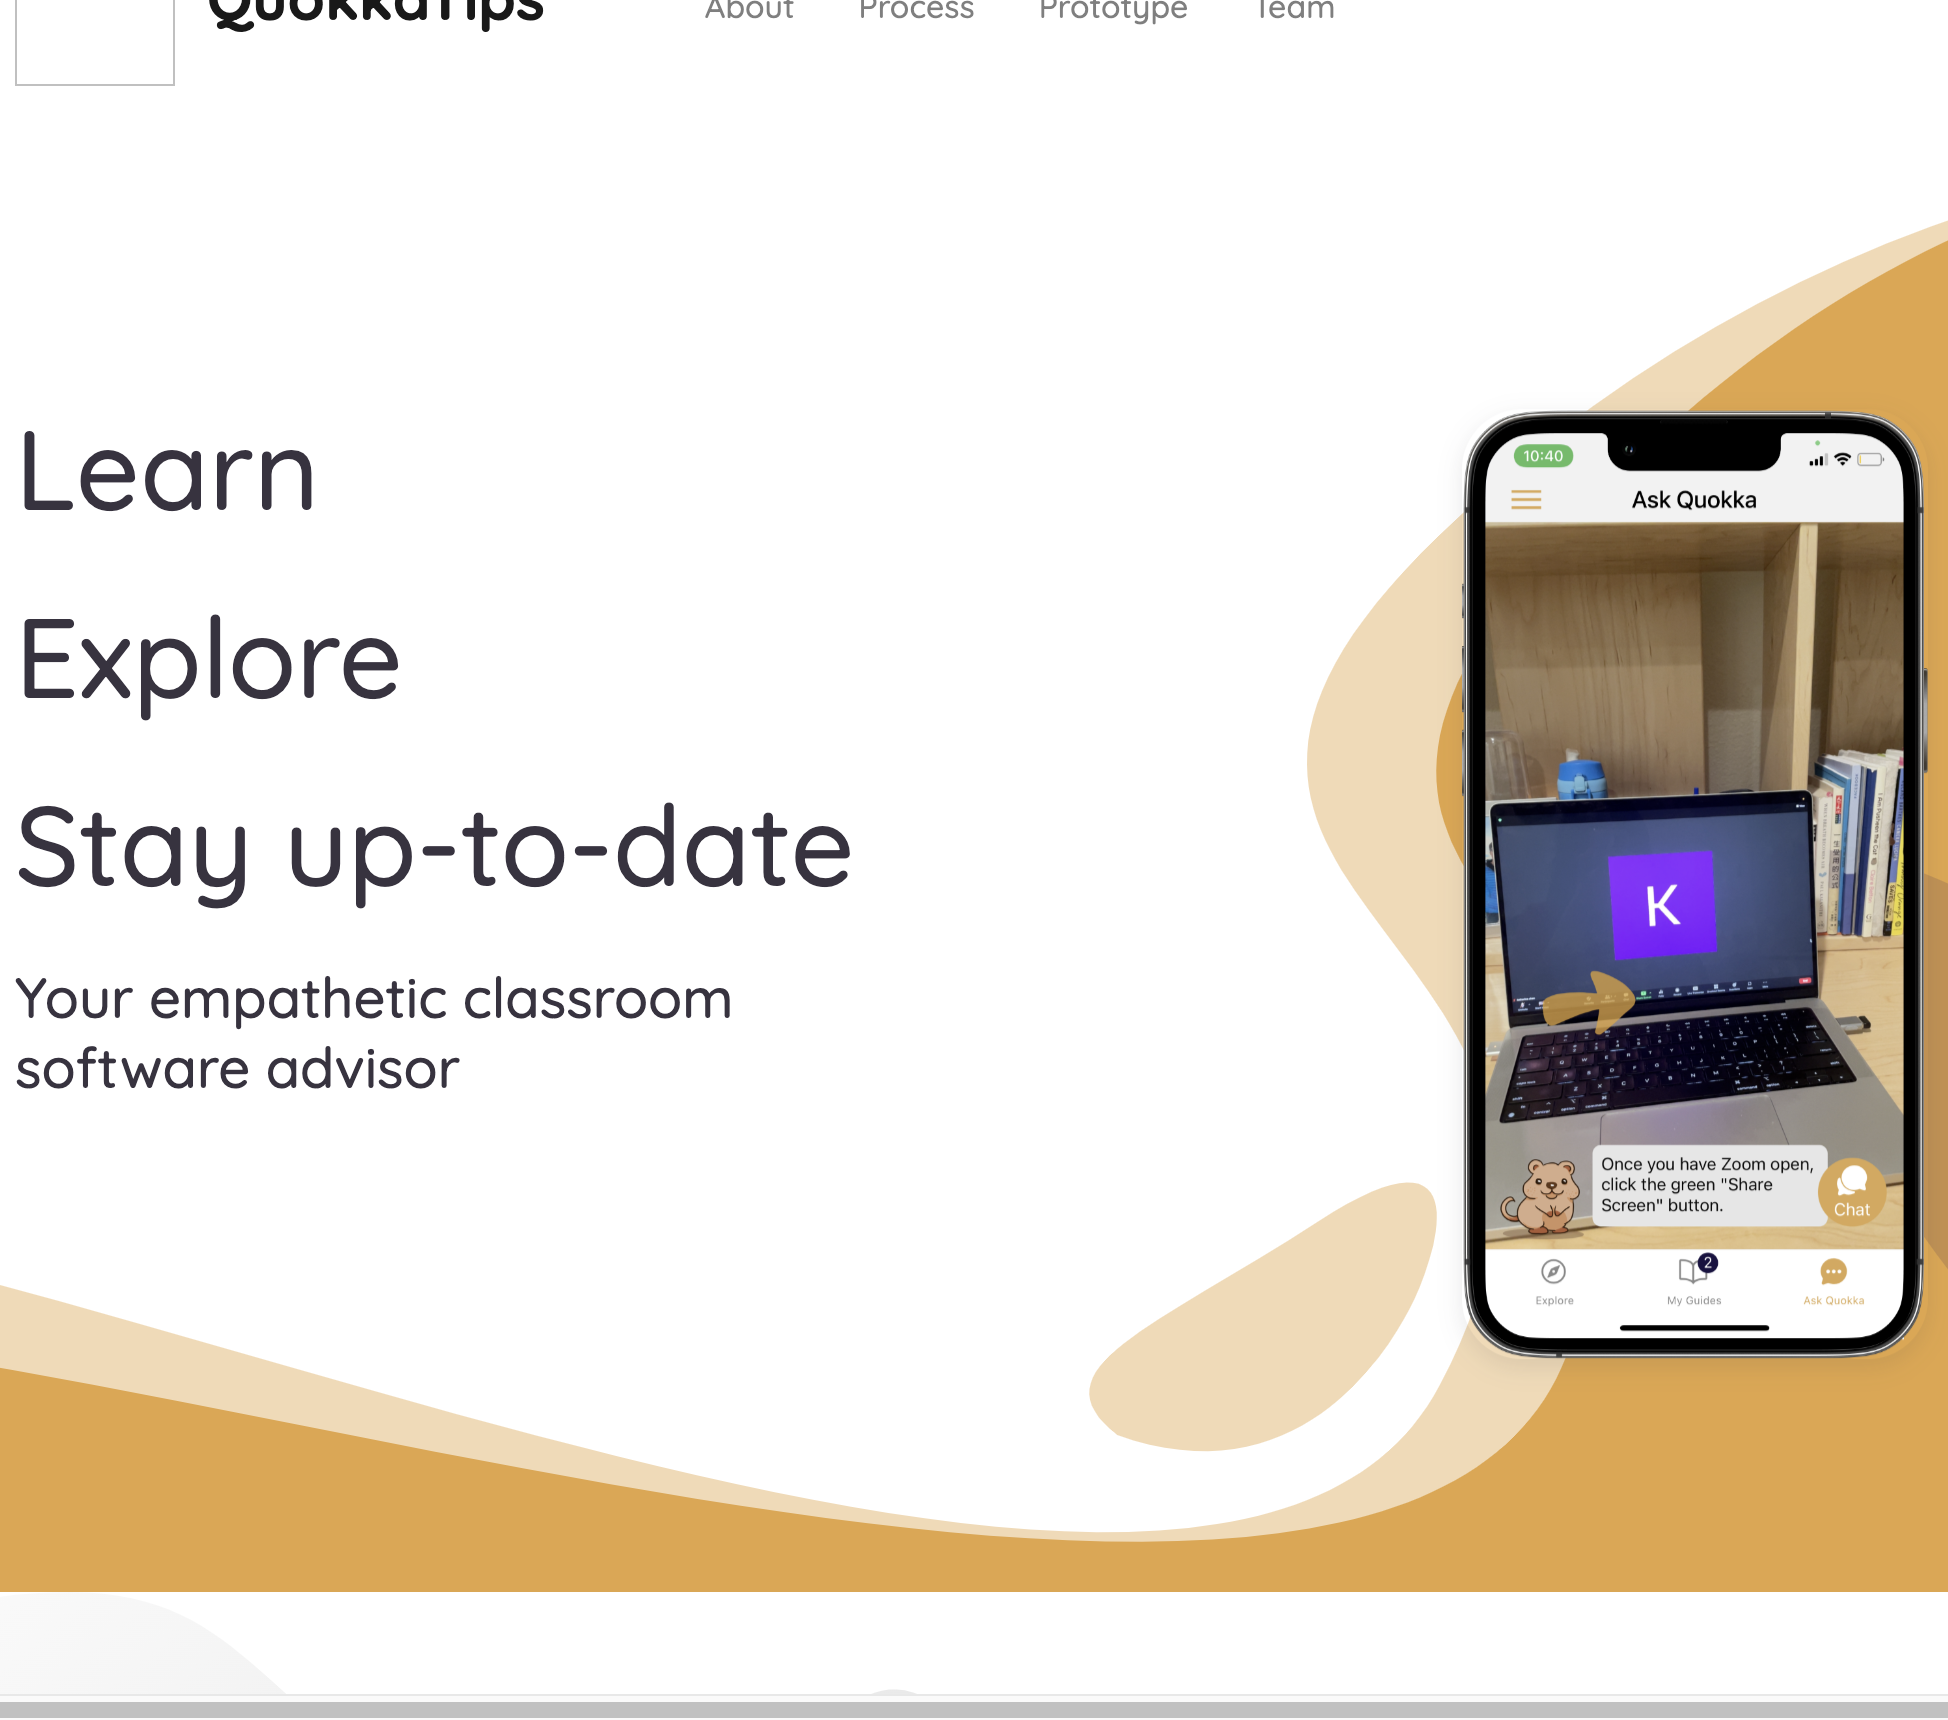 QuokkaTips
About Process Prototype Team
Learn
Explore
Stay up-to-date
Your empathetic classroom
software advisor
10:40
Ask Quokka
K
Once you have Zoom open,
click the green "Share
Screen" button.
Chat
2
Explore
My Guides
Ask Quokka